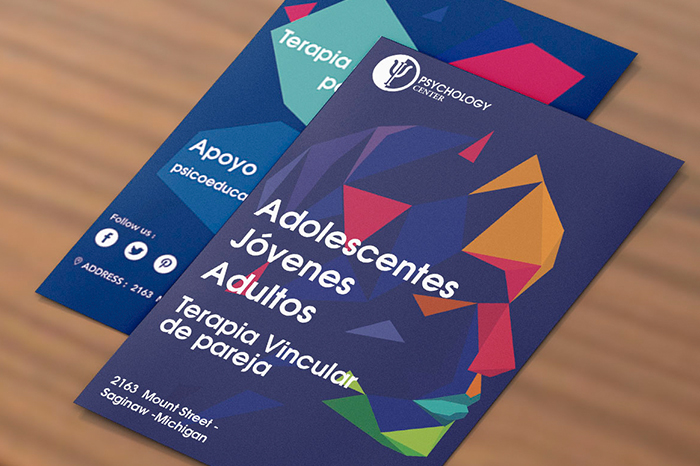 PSYCHOLOGY
CENTER
Adolescentes
Jóvenes
Adultos
Terapia Vincular
de pareja
2163 Mount Street -
Saginaw -Michigan
Terapia
Apoyo
Follow us :
ADDRESS : 2163